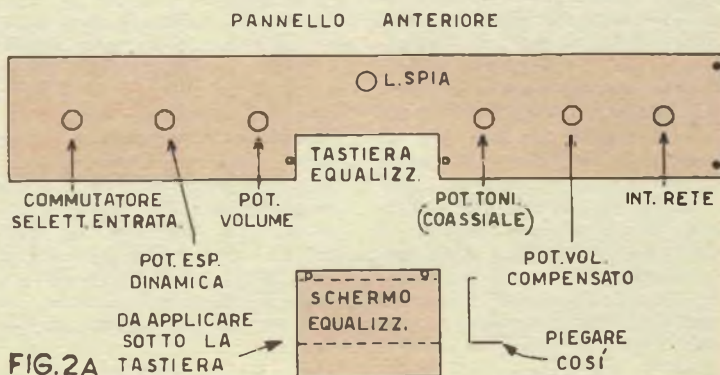 PANNELLO ANTERIORE
L.SPIA
TASTIERA
EQUALIZZ.
COMMUTATORE
SELETT.ENTRATA.
POT.
VOLUME
POT.TONI.
(COASSIALE)
INT. RETE
POT. ESP.
DINAMICA
POT.VOL.
COMPENSATO
SCHERMO
EQUALIZZ.
DA APPLICARE
SOTTO LA
TASTIERA
PIEGARE
COSÍ
FIG.2A